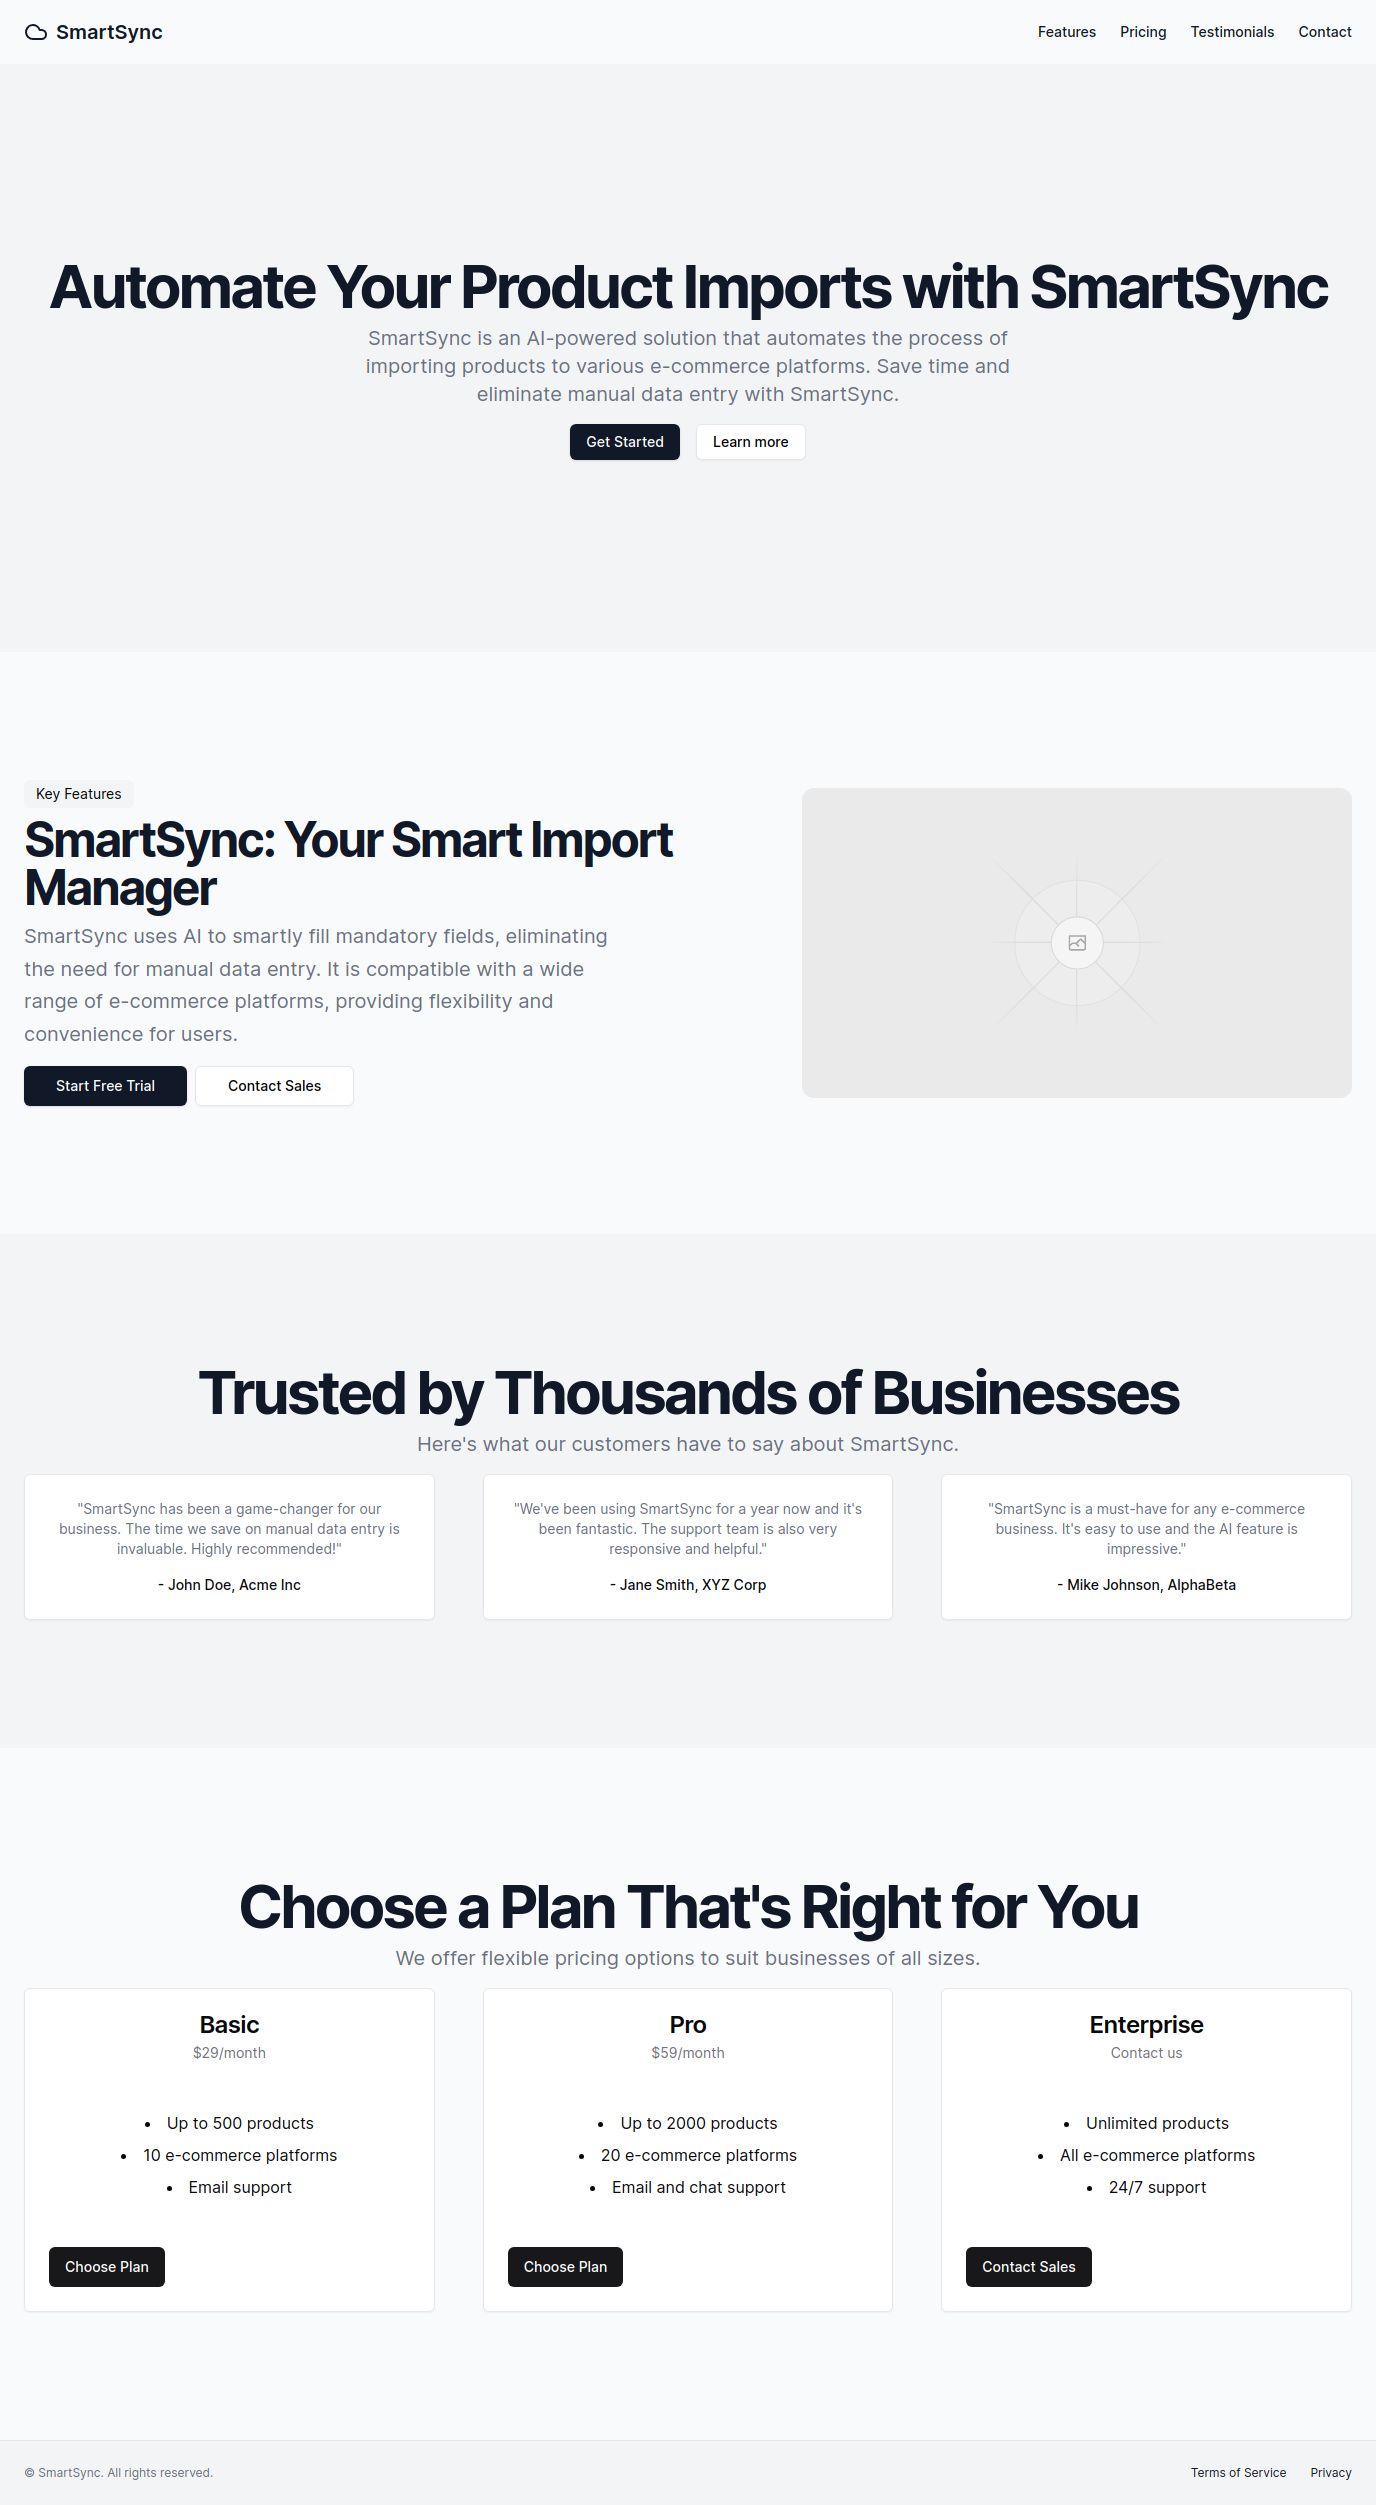 SmartSync
Features Pricing Testimonials Contact
Automate Your Product Imports with SmartSync
SmartSync is an AI-powered solution that automates the process of
importing products to various e-commerce platforms. Save time and
eliminate manual data entry with SmartSync.
Get Started Learn more
Key Features
SmartSync: Your Smart Import
Manager
SmartSync uses AI to smartly fill mandatory fields, eliminating
the need for manual data entry. It is compatible with a wide
range of e-commerce platforms, providing flexibility and
convenience for users.
Start Free Trial Contact Sales
Trusted by Thousands of Businesses
Here's what our customers have to say about SmartSync.
"SmartSync has been a game-changer for our
business. The time we save on manual data entry is
invaluable. Highly recommended!"
- John Doe, Acme Inc
"We've been using SmartSync for a year now and it's
been fantastic. The support team is also very
responsive and helpful."
- Jane Smith, XYZ Corp
"SmartSync is a must-have for any e-commerce
business. It's easy to use and the AI feature is
impressive."
- Mike Johnson, AlphaBeta
Choose a Plan That's Right for You
We offer flexible pricing options to suit businesses of all sizes.
Basic
$29/month
• Up to 500 products
• 10 e-commerce platforms
• Email support
Choose Plan
Pro
$59/month
• Up to 2000 products
• 20 e-commerce platforms
• Email and chat support
Choose Plan
Enterprise
Contact us
• Unlimited products
• All e-commerce platforms
• 24/7 support
Contact Sales
© SmartSync. All rights reserved.
Terms of Service Privacy